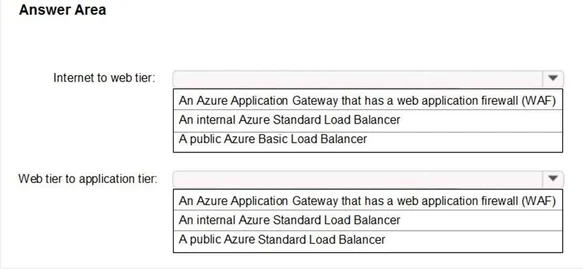 Answer Area
Internet to web tier:
An Azure Application Gateway that has a web application firewall (WAF)
An internal Azure Standard Load Balancer
A public Azure Basic Load Balancer
Web tier to application tier:
An Azure Application Gateway that has a web application firewall (WAF)
An internal Azure Standard Load Balancer
A public Azure Standard Load Balancer